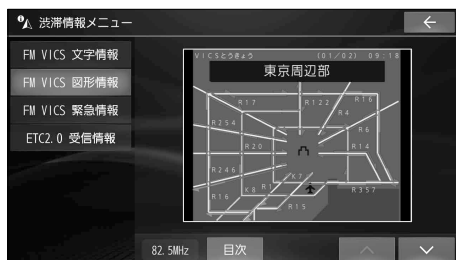 渋滞情報メニュー
FM VICS 文字情報
FM VICS 図形情報
FM VICS 緊急情報
ETC2.0 受信情報
VICSとうきょう (01/02) 09:18
東京周辺部
R17
R122
R16
R4
R254
R6
R20
R14
R246
K7
K8
R1
R357
R16
R15
82.5MHz
目次